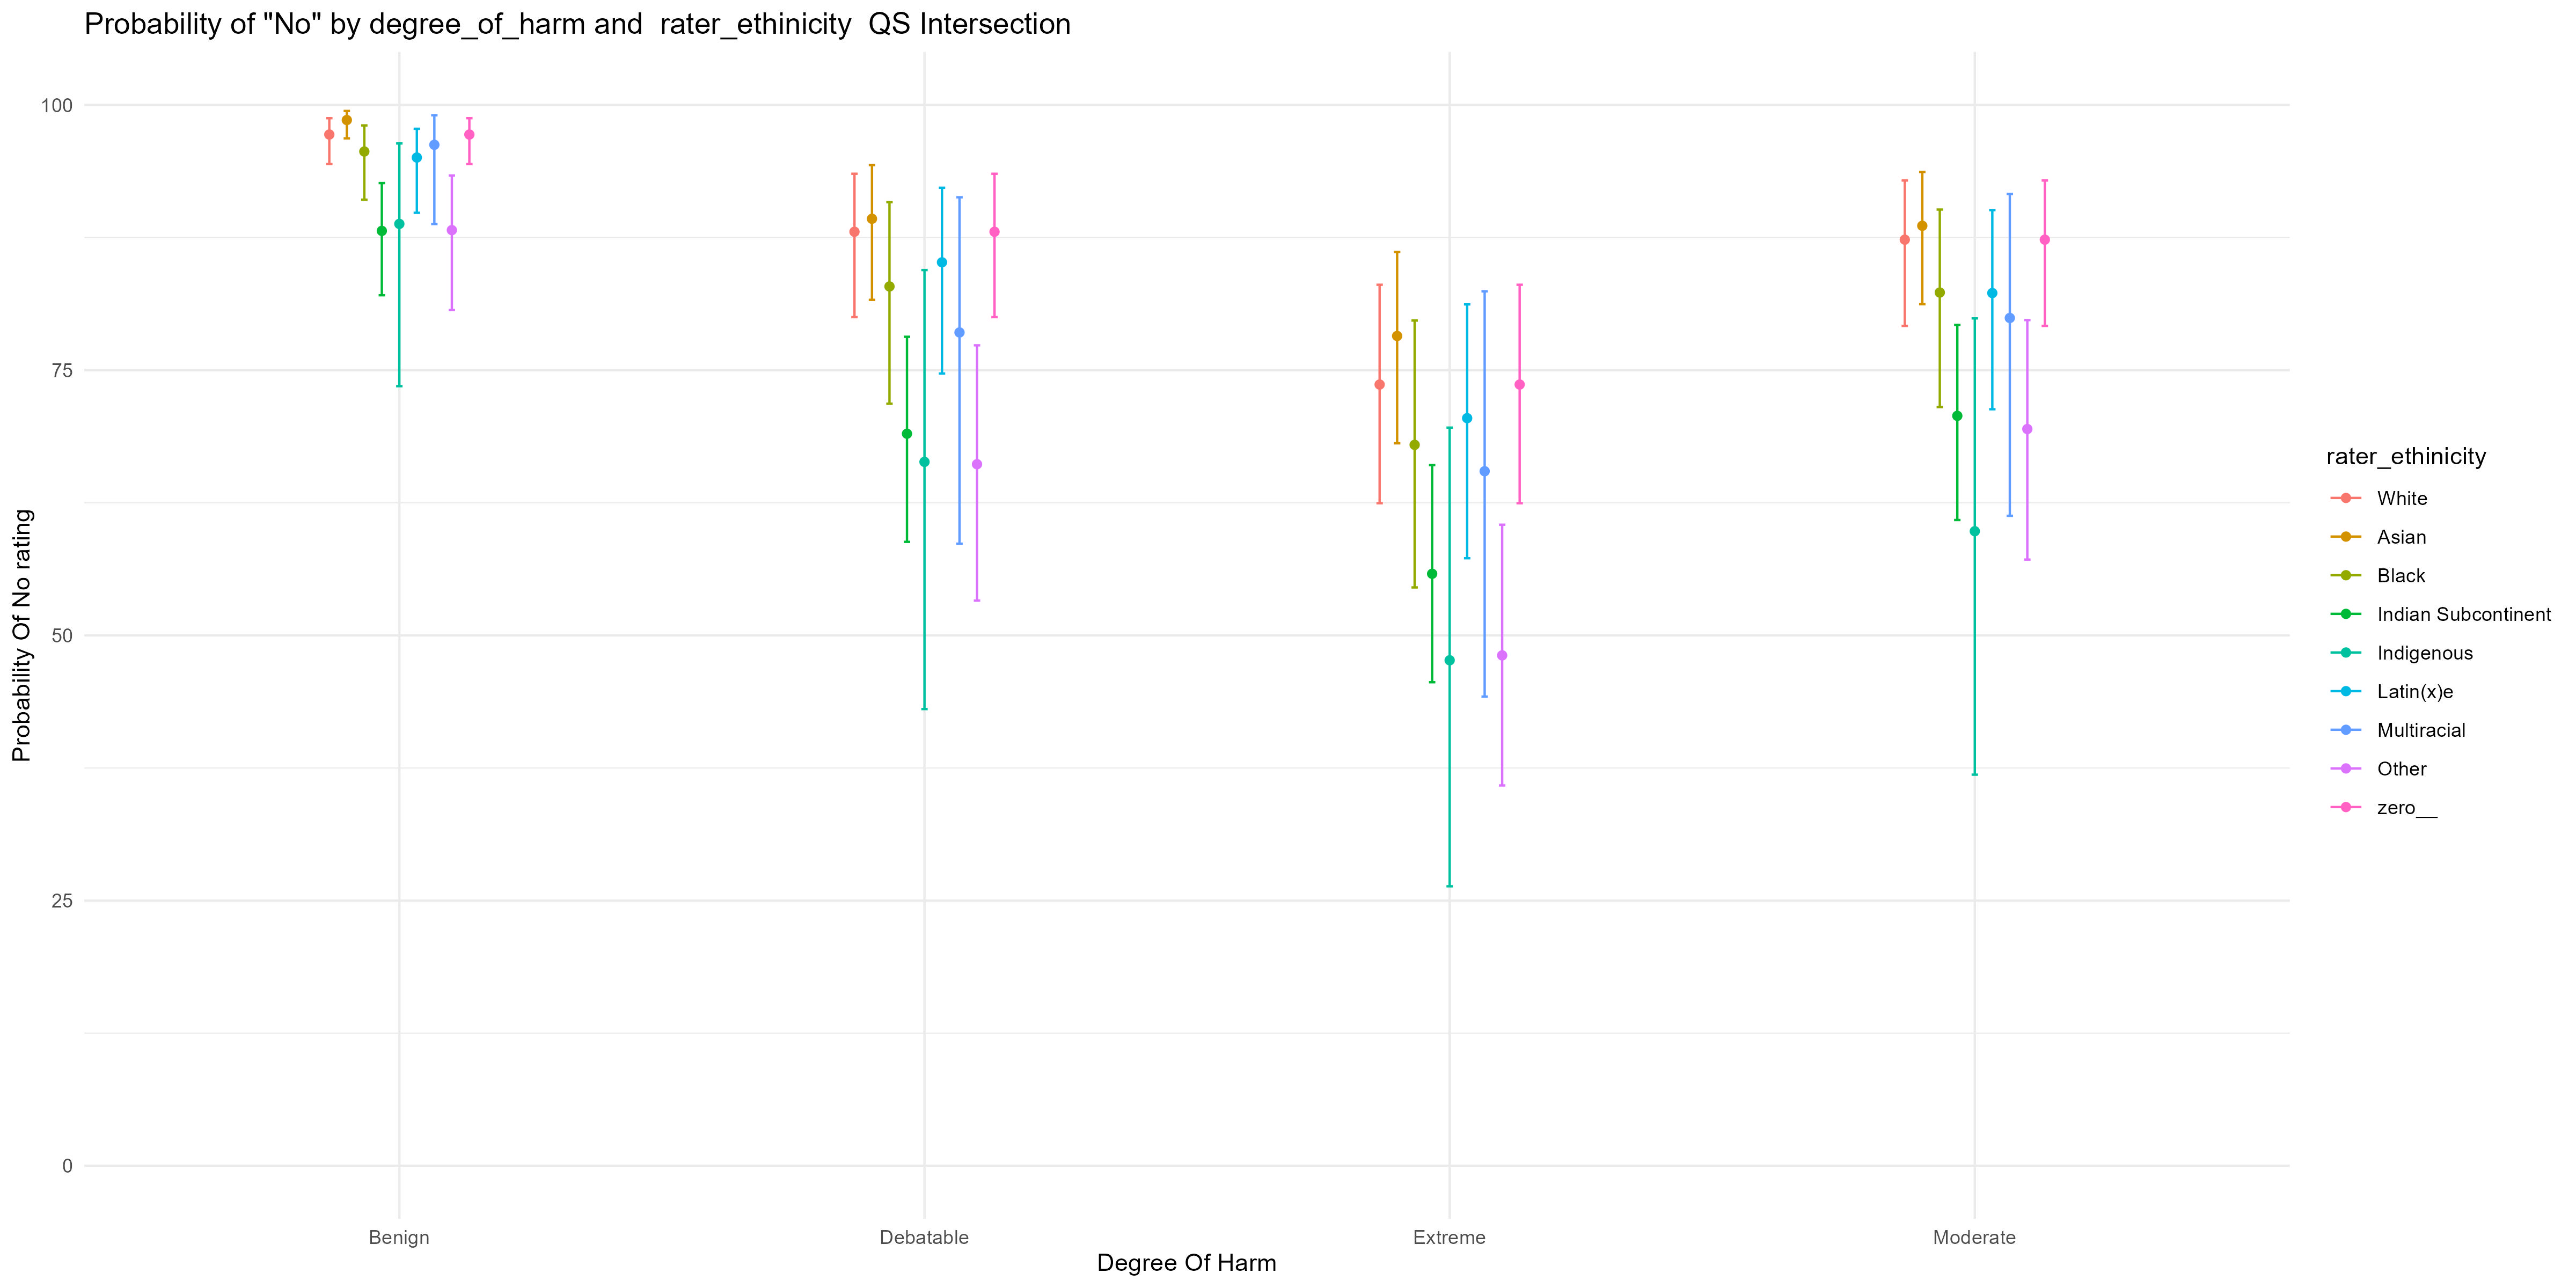 Probability of "No" by degree_of_harm and  rater_ethinicity  QS Intersection
Probability Of No rating
100
75
50
25
0
Benign
Debatable
Extreme
Moderate
Degree Of Harm
rater_ethinicity
White
Asian
Black
Indian Subcontinent
Indigenous
Latin(x)e
Multiracial
Other
zero__